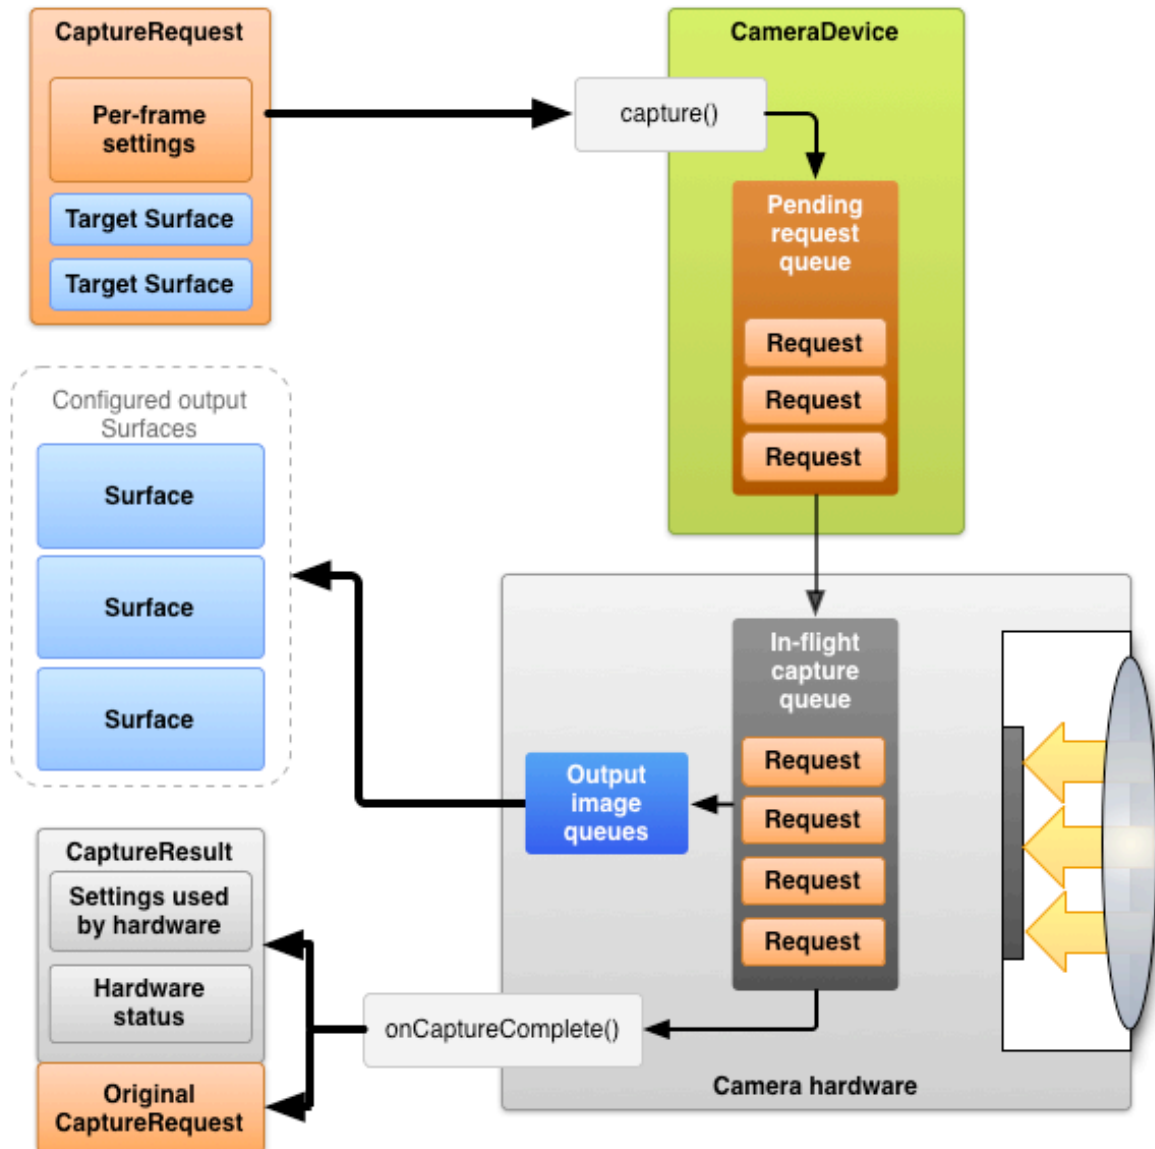 CaptureRequest
Per-frame
settings
Target Surface
Target Surface
CameraDevice
capture()
Pending
request
queue
Request
Request
Request
Configured output
Surfaces
Surface
Surface
Surface
In-flight
capture
queue
Request
Request
Request
Request
Output
image
queues
CaptureResult
Settings used
by hardware
Hardware
status
Original
CaptureRequest
onCaptureComplete()
Camera hardware